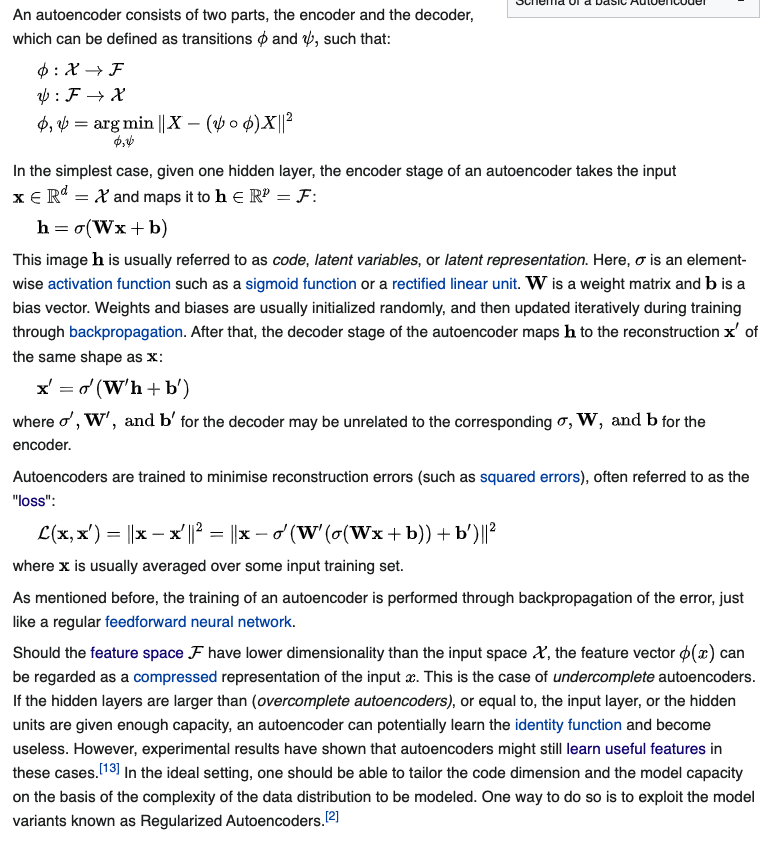 Schema of a basic Autoencoder
An autoencoder consists of two parts, the encoder and the decoder,
which can be defined as transitions ϕ and ψ, such that:
ϕ : 𝒳 → ℱ
ψ : ℱ → 𝒳
ϕ, ψ = arg min ‖X − (ψ ∘ ϕ)X‖²
ϕ,ψ
In the simplest case, given one hidden layer, the encoder stage of an autoencoder takes the input
𝐱 ∈ ℝᵈ = 𝒳 and maps it to 𝐡 ∈ ℝᵖ = ℱ:
𝐡 = σ(𝐖𝐱 + 𝐛)
This image 𝐡 is usually referred to as code, latent variables, or latent representation. Here, σ is an element-
wise activation function such as a sigmoid function or a rectified linear unit. 𝐖 is a weight matrix and 𝐛 is a
bias vector. Weights and biases are usually initialized randomly, and then updated iteratively during training
through backpropagation. After that, the decoder stage of the autoencoder maps 𝐡 to the reconstruction 𝐱′ of
the same shape as 𝐱:
𝐱′ = σ′(𝐖′𝐡 + 𝐛′)
where σ′, 𝐖′, and 𝐛′ for the decoder may be unrelated to the corresponding σ, 𝐖, and 𝐛 for the
encoder.
Autoencoders are trained to minimise reconstruction errors (such as squared errors), often referred to as the
"loss":
ℒ(𝐱, 𝐱′) = ‖𝐱 − 𝐱′‖² = ‖𝐱 − σ′(𝐖′(σ(𝐖𝐱 + 𝐛)) + 𝐛′)‖²
where 𝐱 is usually averaged over some input training set.
As mentioned before, the training of an autoencoder is performed through backpropagation of the error, just
like a regular feedforward neural network.
Should the feature space ℱ have lower dimensionality than the input space 𝒳, the feature vector ϕ(x) can
be regarded as a compressed representation of the input x. This is the case of undercomplete autoencoders.
If the hidden layers are larger than (overcomplete autoencoders), or equal to, the input layer, or the hidden
units are given enough capacity, an autoencoder can potentially learn the identity function and become
useless. However, experimental results have shown that autoencoders might still learn useful features in
these cases.[13] In the ideal setting, one should be able to tailor the code dimension and the model capacity
on the basis of the complexity of the data distribution to be modeled. One way to do so is to exploit the model
variants known as Regularized Autoencoders.[2]